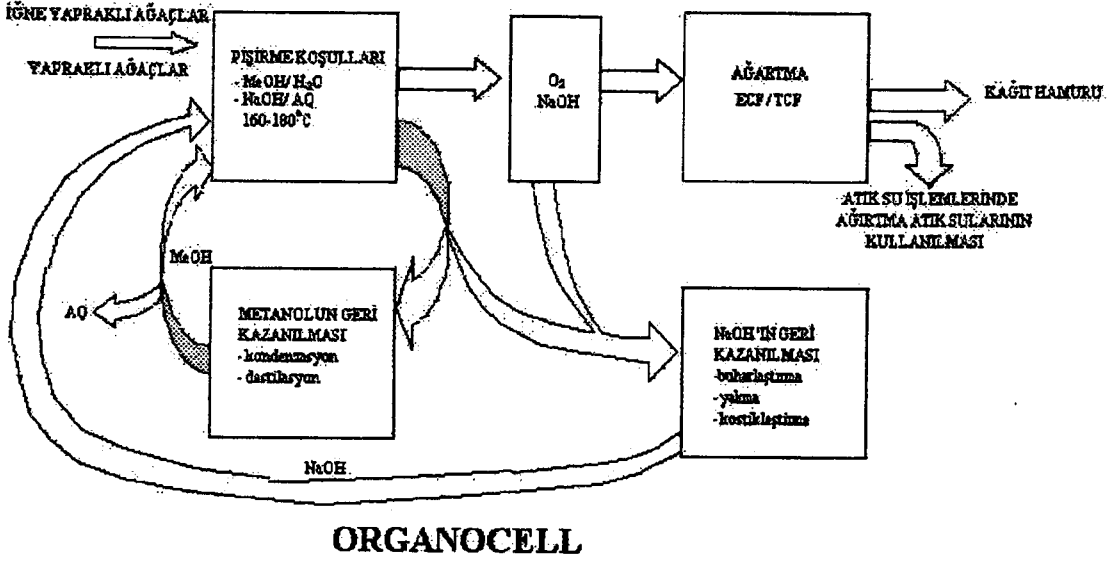 İĞNE YAPRAKLI AĞAÇLAR
YAPRAKLI AĞAÇLAR
PİŞİRME KOŞULLARI
- MeOH/ H₂O
- NaOH/ AQ
160-180°C
O₂
NaOH
AĞARTMA
ECF / TCF
KAĞIT HAMURU
ATIK SU İŞLEMLERİNDE
AĞIRTMA ATIK SULARININ
KULLANILMASI
MeOH
AQ
METANOLUN GERİ
KAZANILMASI
- kondenzasyon
- destilasyon
NaOH'IN GERİ
KAZANILMASI
-buharlaştırma
- yakma
- kostikleştirme
NaOH
ORGANOCELL